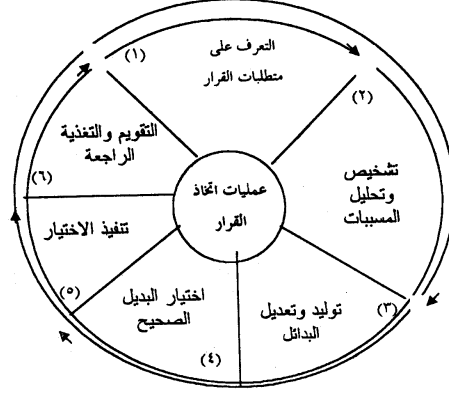 عمليات اتخاذ
القرار
(١)
التعرف على
متطلبات القرار
(٢)
تشخيص
وتحليل
المسببات
(٣)
توليد وتعديل
البدائل
(٤)
اختيار البديل
الصحيح
(٥)
تنفيذ الاختيار
(٦)
التقويم والتغذية
الراجعة